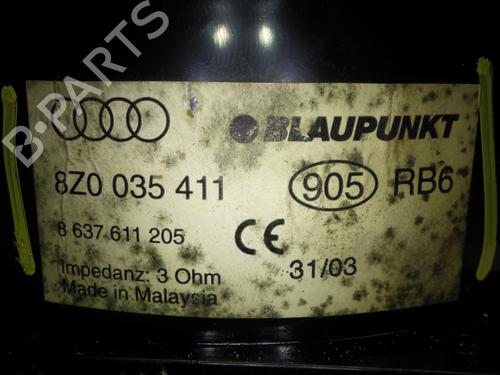 B-PARTS
BLAUPUNKT
8Z0 035 411
905 RB6
8 637 611 205
CE
31/03
Impedanz: 3 Ohm
Made in Malaysia